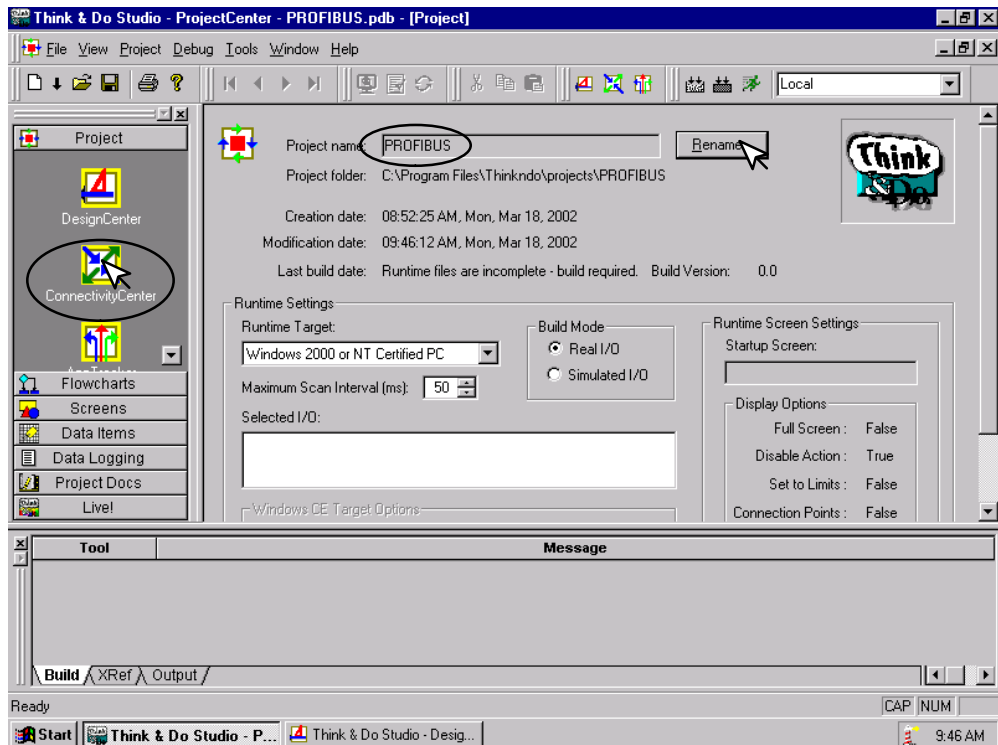 Think & Do Studio - ProjectCenter - PROFIBUS.pdb - [Project]
File View Project Debug Tools Window Help
Local
Project
DesignCenter
ConnectivityCenter
Flowcharts
Screens
Data Items
Data Logging
Project Docs
Live!
Project name: PROFIBUS
Rename
Project folder: C:\Program Files\Thinkndo\projects\PROFIBUS
Creation date: 08:52:25 AM, Mon, Mar 18, 2002
Modification date: 09:46:12 AM, Mon, Mar 18, 2002
Last build date: Runtime files are incomplete - build required. Build Version: 0.0
Think
& Do
Runtime Settings
Runtime Target:
Windows 2000 or NT Certified PC
Maximum Scan Interval (ms): 50
Selected I/O:
Build Mode
Real I/O
Simulated I/O
Windows CE Target Options
Runtime Screen Settings
Startup Screen:
Display Options
Full Screen : False
Disable Action : True
Set to Limits : False
Connection Points : False
Tool Message
Build XRef Output
Ready
CAP NUM
Start Think & Do Studio - P... Think & Do Studio - Desig... 9:46 AM